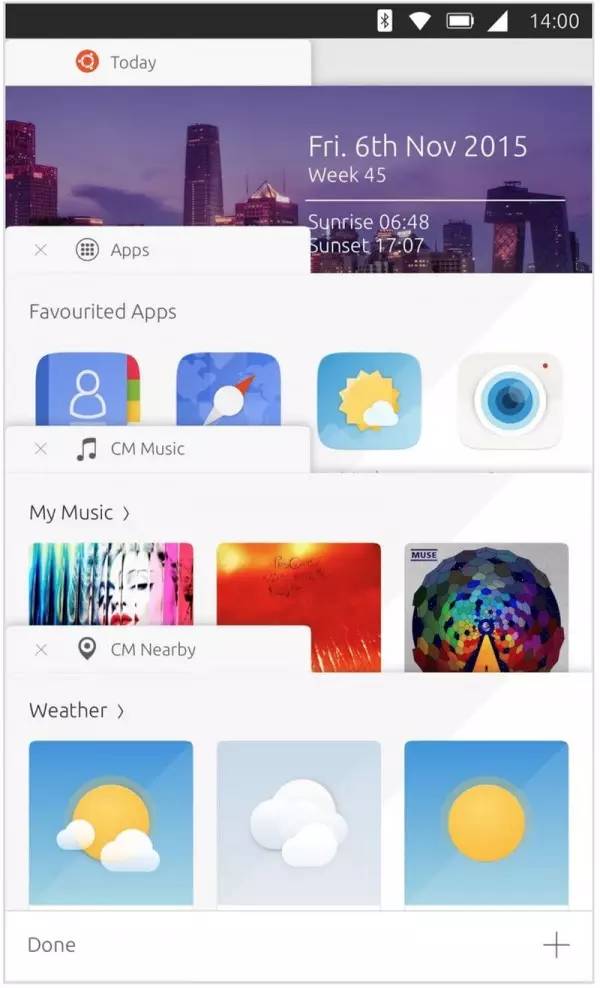 14:00
Today
Fri. 6th Nov 2015
Week 45
Sunrise 06:48
Sunset 17:07
Apps
Favourited Apps
CM Music
My Music
MUSE
CM Nearby
Weather
Done